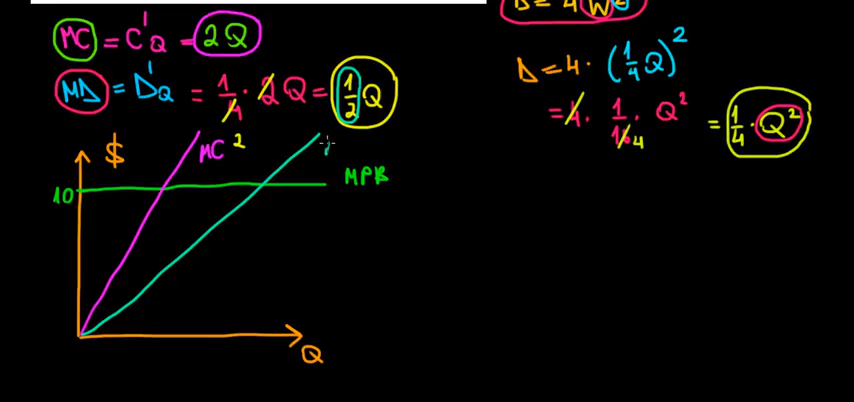 MC = C'Q = 2Q
MD = D'Q = 1/4 · 2Q = 1/2 Q
D = 4 · (1/4 Q)²
= 4 · 1/16 4 · Q² = 1/4 · Q²
$
MC 2
MPB
10
Q